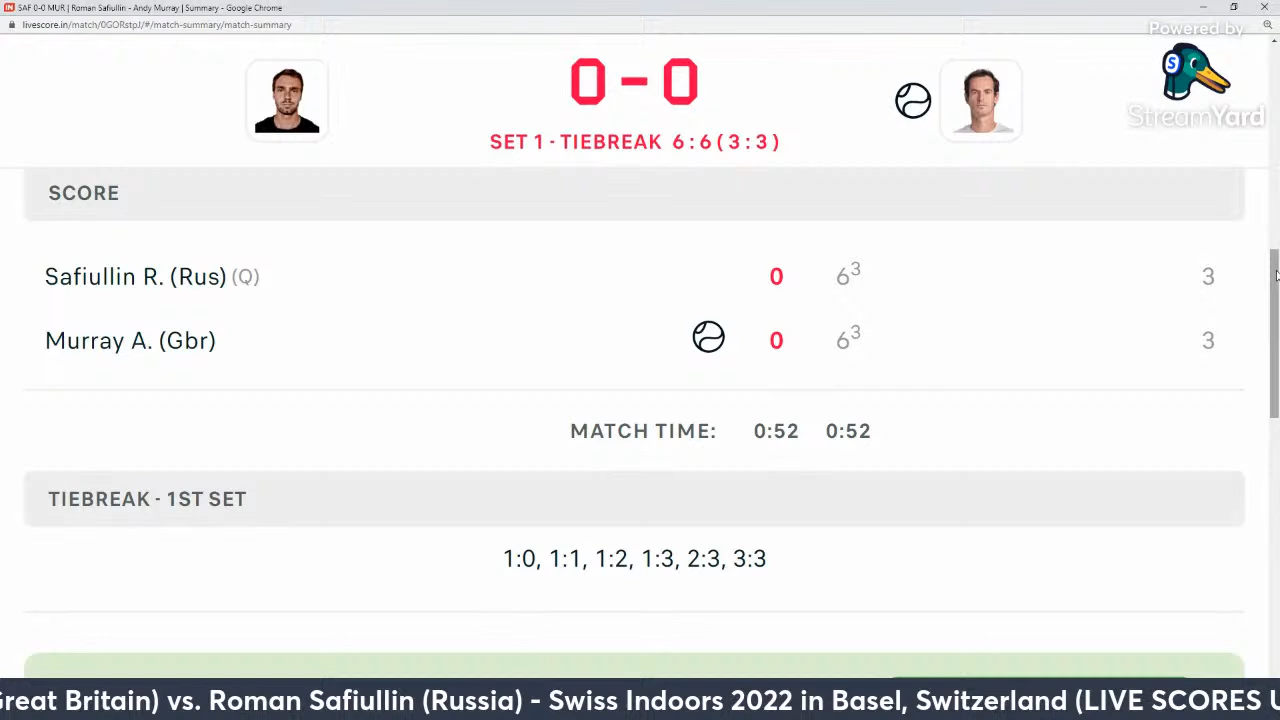 SAF 0-0 MUR | Roman Safiullin - Andy Murray | Summary - Google Chrome
livescore.in/match/0GORstpJ/#/match-summary/match-summary
Powered by
StreamYard
0 - 0
SET 1 - TIEBREAK 6 : 6 ( 3 : 3 )
SCORE
Safiullin R. (Rus) (Q) 0 6³ 3
Murray A. (Gbr) 0 6³ 3
MATCH TIME: 0:52 0:52
TIEBREAK - 1ST SET
1:0, 1:1, 1:2, 1:3, 2:3, 3:3
Great Britain) vs. Roman Safiullin (Russia) - Swiss Indoors 2022 in Basel, Switzerland (LIVE SCORES U